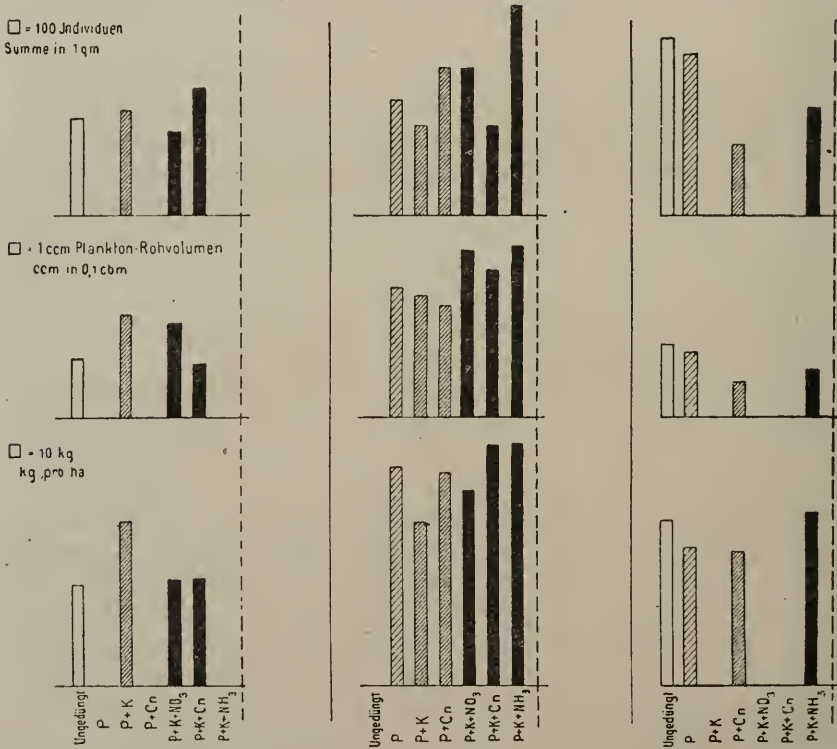 □ = 100 Individuen
Summe in 1 qm
□ = 1 ccm Plankton-Rohvolumen
ccm in 0,1 cbm
□ = 10 kg
kg pro ha
Ungedüngt
P
P+K
P+Cn
P+K+NO₃
P+K+Cn
P+K+NH₃
Ungedüngt
P
P+K
P+Cn
P+K+NO₃
P+K+Cn
P+K+NH₃
Ungedüngt
P
P+K
P+Cn
P+K+NO₃
P+K+Cn
P+K+NH₃